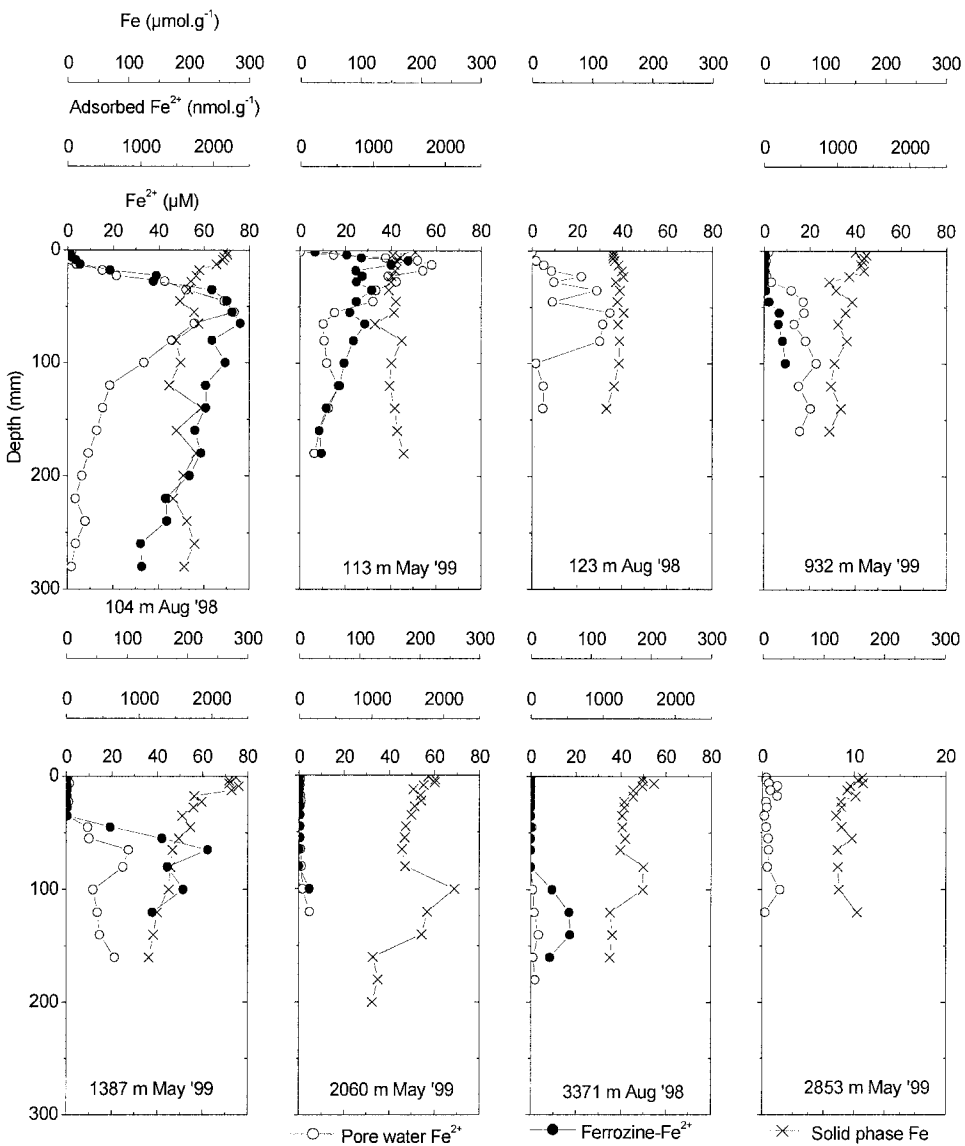 Fe (µmol.g⁻¹)
0 100 200 300
0 100 200 300
0 100 200 300
0 100 200 300
Adsorbed Fe²⁺ (nmol.g⁻¹)
0 1000 2000
0 1000 2000
0 1000 2000
Fe²⁺ (µM)
0 20 40 60 80
0 20 40 60 80
0 20 40 60 80
0 20 40 60 80
0
100
200
300
Depth (mm)
104 m Aug '98
113 m May '99
123 m Aug '98
932 m May '99
0 100 200 300
0 100 200 300
0 100 200 300
0 100 200 300
0 1000 2000
0 1000 2000
0 1000 2000
0 20 40 60 80
0 20 40 60 80
0 20 40 60 80
0 10 20
0
100
200
300
1387 m May '99
2060 m May '99
3371 m Aug '98
2853 m May '99
Pore water Fe²⁺
Ferrozine-Fe²⁺
Solid phase Fe